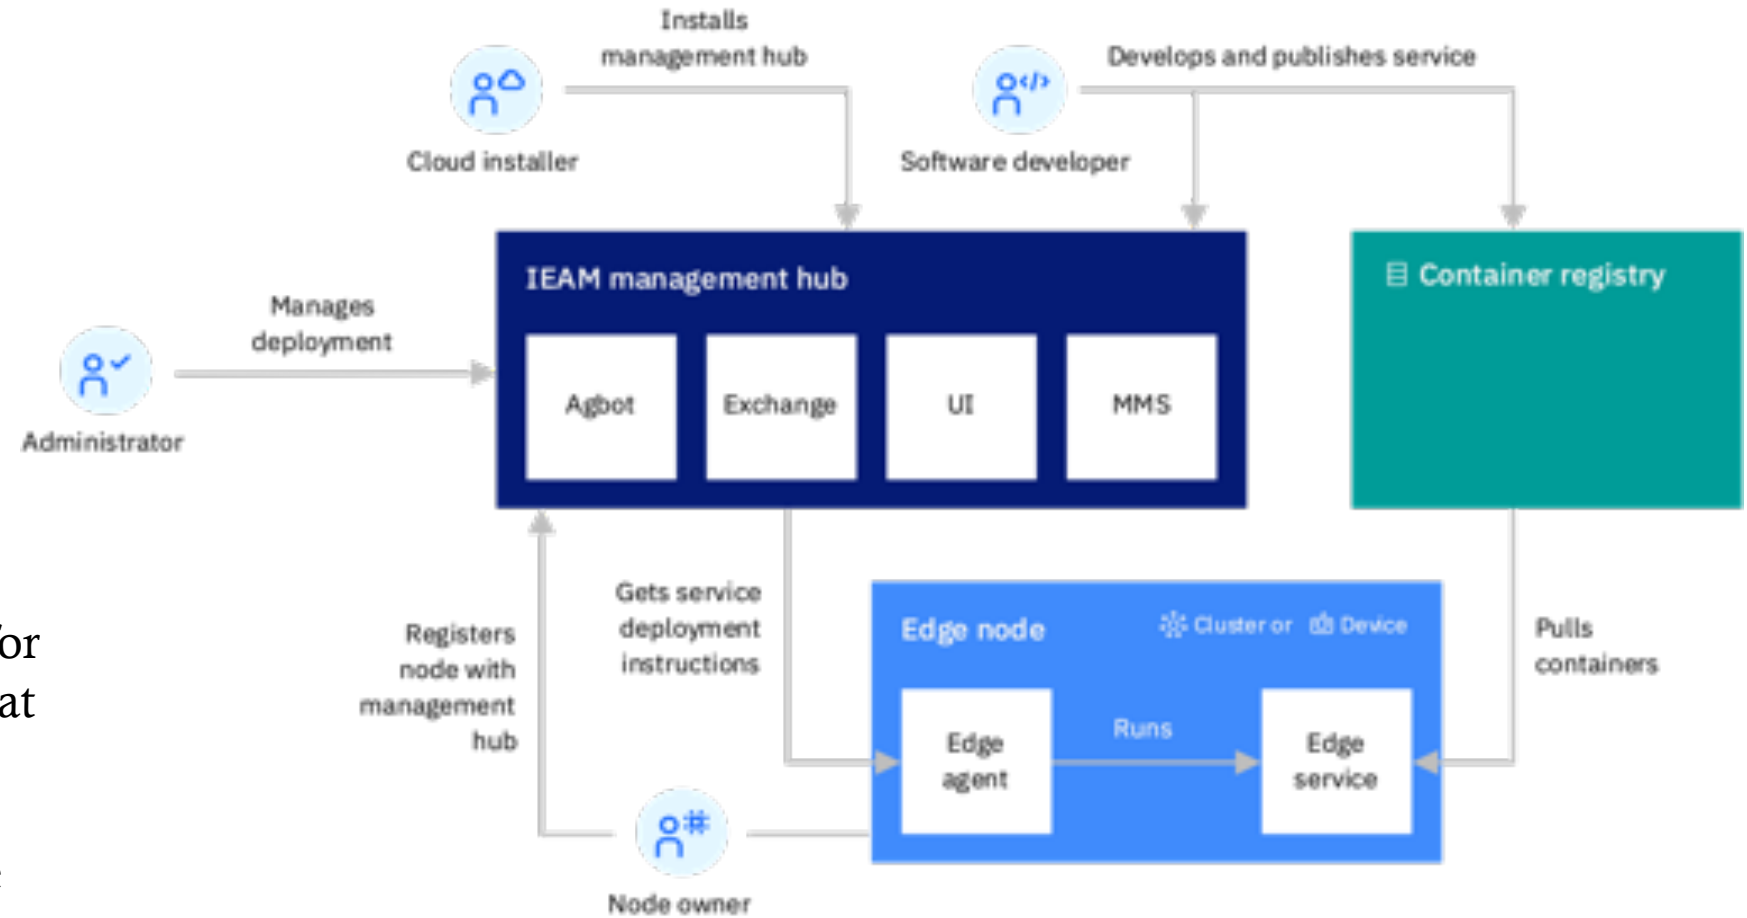 Installs
management hub
Develops and publishes service
Cloud installer
Software developer
IEAM management hub
Container registry
Manages
deployment
Administrator
Agbot
Exchange
UI
MMS
Gets service
deployment
instructions
Registers
node with
management
hub
Edge node
Cluster or
Device
Pulls
containers
or
at
Edge
agent
Runs
Edge
service
Node owner